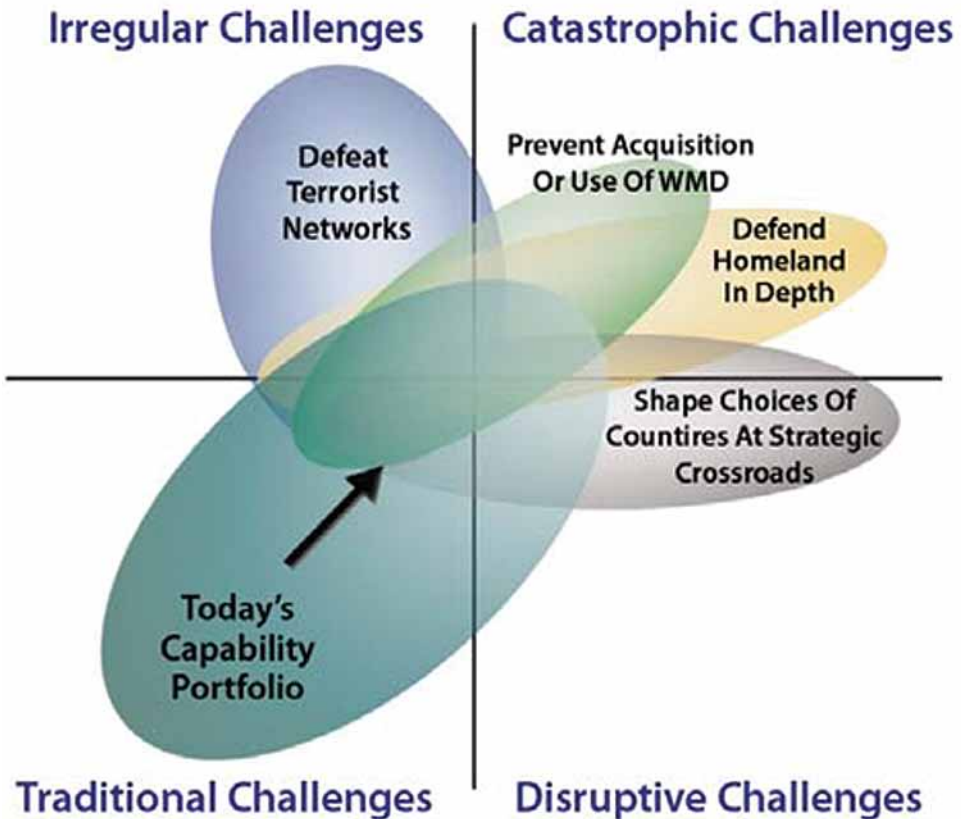 Irregular Challenges
Catastrophic Challenges
Defeat
Terrorist
Networks
Prevent Acquisition
Or Use Of WMD
Defend
Homeland
In Depth
Shape Choices Of
Countires At Strategic
Crossroads
Today's
Capability
Portfolio
Traditional Challenges
Disruptive Challenges